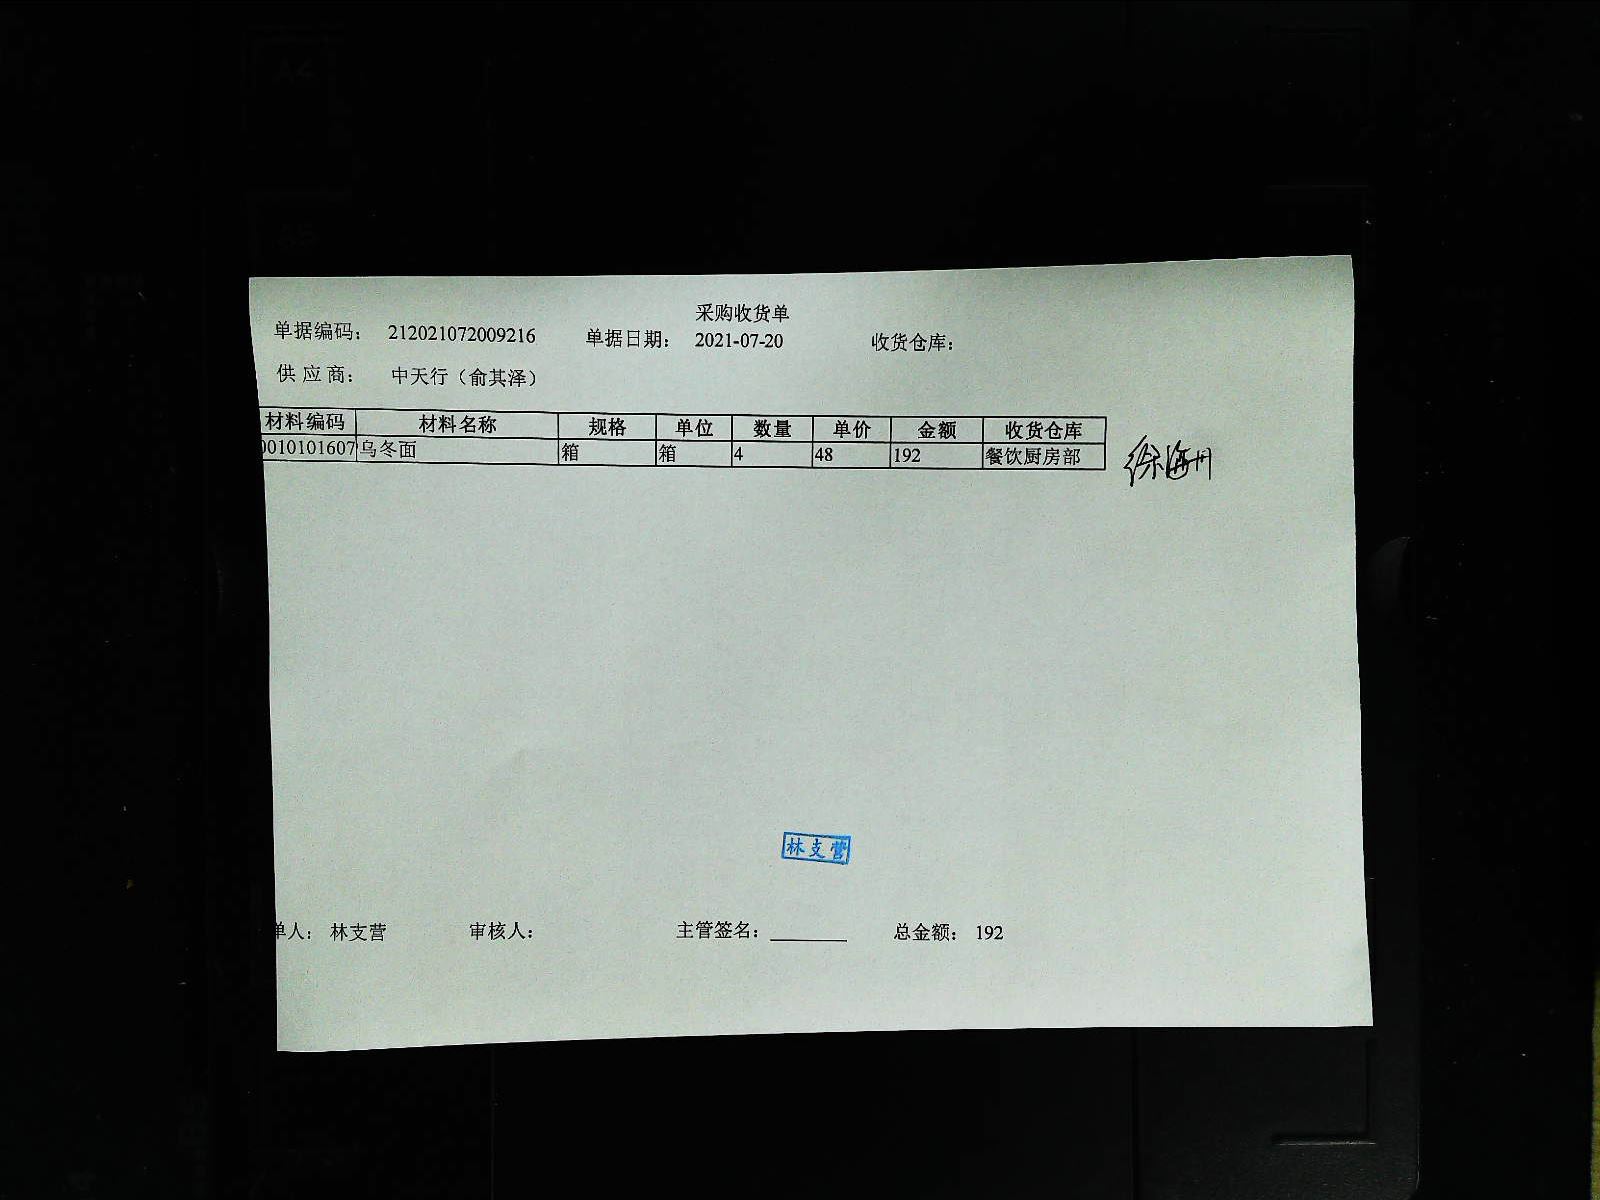 采购收货单
单据编码： 212021072009216 单据日期： 2021-07-20 收货仓库：
供 应 商： 中天行（俞其泽）
材料编码 材料名称 规格 单位 数量 单价 金额 收货仓库
0010101607 乌冬面 箱 箱 4 48 192 餐饮厨房部
徐海州
林支营
单人： 林支营 审核人： 主管签名： 总金额： 192